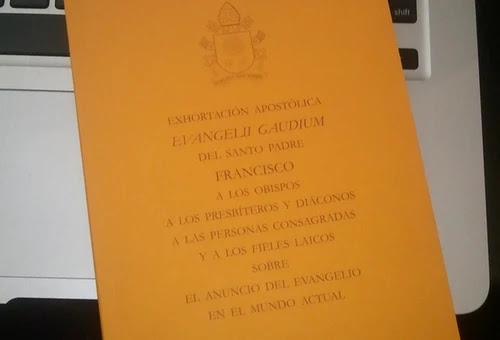 shift
EXHORTACIÓN APOSTÓLICA
EVANGELII GAUDIUM
DEL SANTO PADRE
FRANCISCO
A LOS OBISPOS
A LOS PRESBÍTEROS Y DIÁCONOS
A LAS PERSONAS CONSAGRADAS
Y A LOS FIELES LAICOS
SOBRE
EL ANUNCIO DEL EVANGELIO
EN EL MUNDO ACTUAL